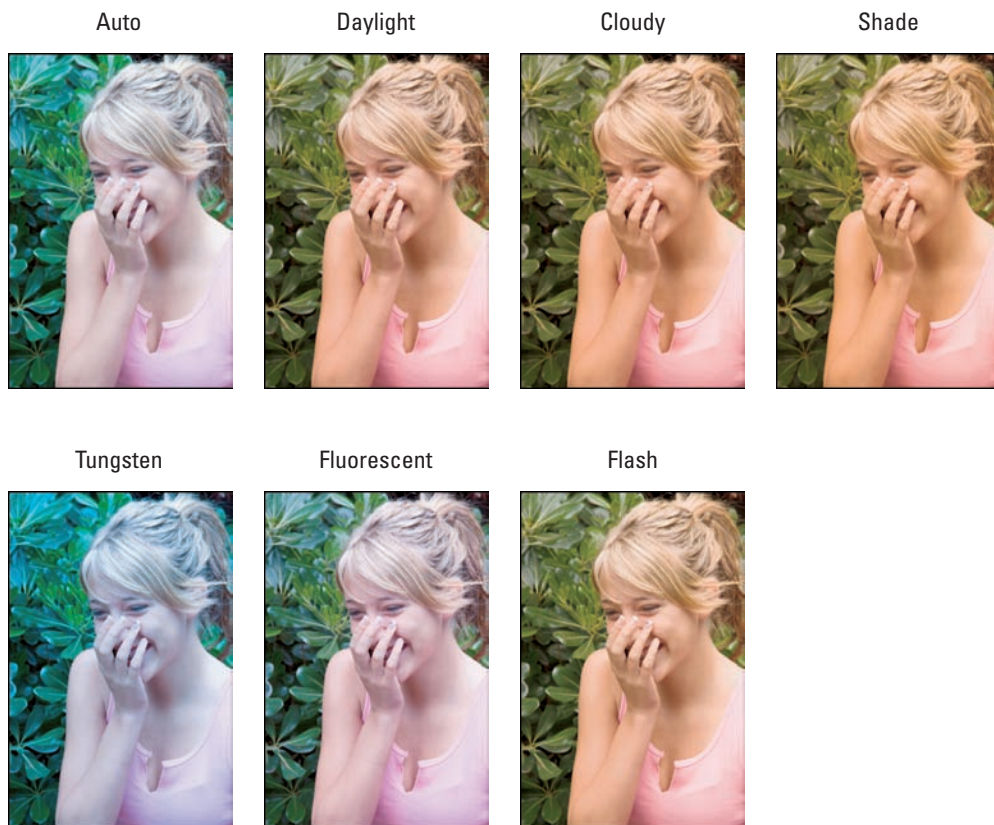 Auto
Daylight
Cloudy
Shade
Tungsten
Fluorescent
Flash